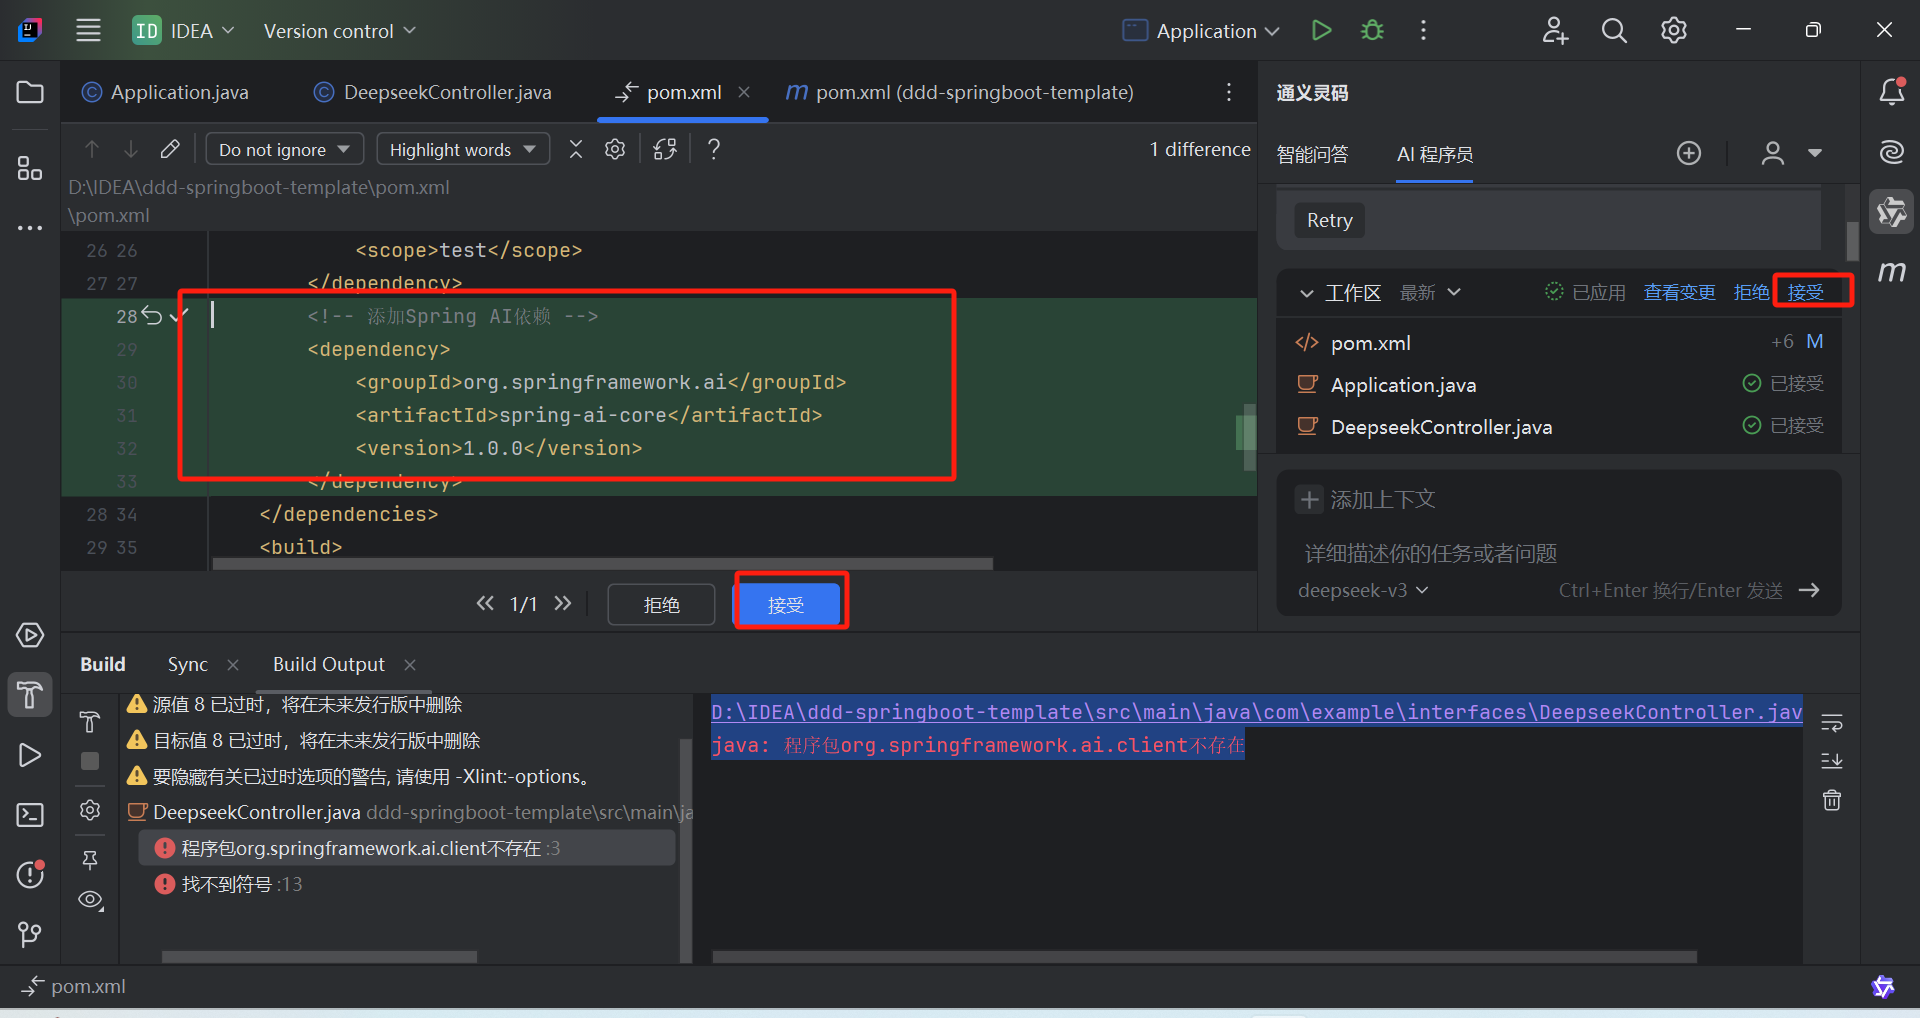 ID IDEA
Version control
Application
Application.java
DeepseekController.java
pom.xml
m pom.xml (ddd-springboot-template)
Do not ignore
Highlight words
?
1 difference
D:\IDEA\ddd-springboot-template\pom.xml
\pom.xml
26 26 <scope>test</scope>
27 27 </dependency>
28 <!-- 添加Spring AI依赖 -->
29 <dependency>
30 <groupId>org.springframework.ai</groupId>
31 <artifactId>spring-ai-core</artifactId>
32 <version>1.0.0</version>
33 </dependency>
28 34 </dependencies>
29 35 <build>
1/1
拒绝
接受
通义灵码
智能问答
AI 程序员
Retry
工作区 最新 已应用 查看变更 拒绝 接受
pom.xml +6 M
Application.java 已接受
DeepseekController.java 已接受
添加上下文
详细描述你的任务或者问题
deepseek-v3
Ctrl+Enter 换行/Enter 发送
m
Build
Sync
Build Output
源值 8 已过时，将在未来发行版中删除
目标值 8 已过时，将在未来发行版中删除
要隐藏有关已过时选项的警告, 请使用 -Xlint:-options。
DeepseekController.java ddd-springboot-template\src\main\ja
程序包org.springframework.ai.client不存在 :3
找不到符号 :13
D:\IDEA\ddd-springboot-template\src\main\java\com\example\interfaces\DeepseekController.jav
java: 程序包org.springframework.ai.client不存在
pom.xml